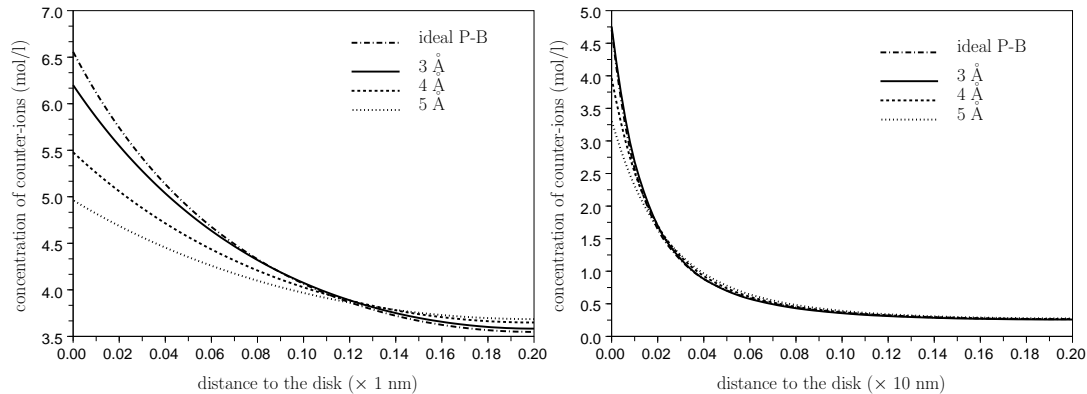 concentration of counter-ions (mol/l)
7.0
6.5
6.0
5.5
5.0
4.5
4.0
3.5
0.00 0.02 0.04 0.06 0.08 0.10 0.12 0.14 0.16 0.18 0.20
distance to the disk (× 1 nm)
ideal P-B
3 Å
4 Å
5 Å
concentration of counter-ions (mol/l)
5.0
4.5
4.0
3.5
3.0
2.5
2.0
1.5
1.0
0.5
0.0
0.00 0.02 0.04 0.06 0.08 0.10 0.12 0.14 0.16 0.18 0.20
distance to the disk (× 10 nm)
ideal P-B
3 Å
4 Å
5 Å